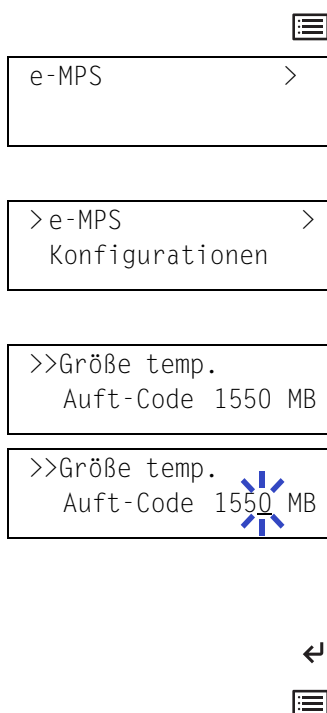 e-MPS >
>e-MPS >
Konfigurationen
>>Größe temp.
Auft-Code 1550 MB
>>Größe temp.
Auft-Code 1550 MB